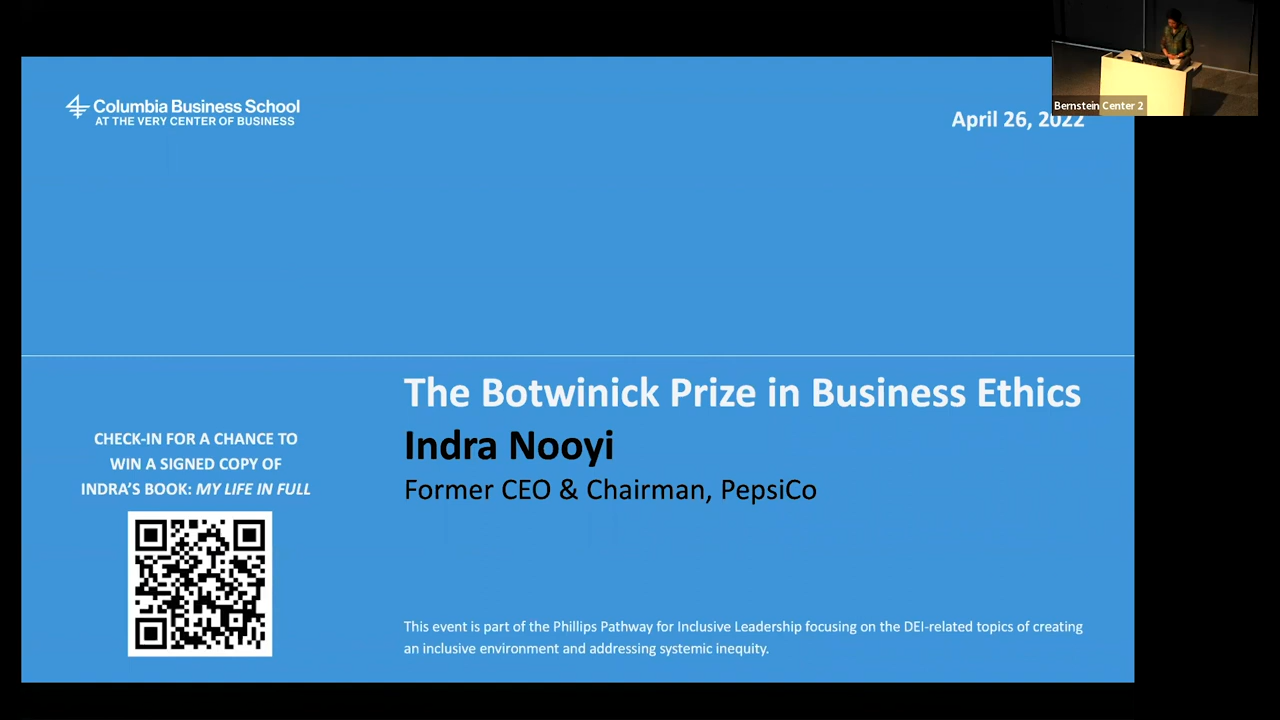 Columbia Business School
AT THE VERY CENTER OF BUSINESS
April 26, 2022
Bernstein Center 2
The Botwinick Prize in Business Ethics
Indra Nooyi
Former CEO & Chairman, PepsiCo
CHECK-IN FOR A CHANCE TO
WIN A SIGNED COPY OF
INDRA'S BOOK: MY LIFE IN FULL
This event is part of the Phillips Pathway for Inclusive Leadership focusing on the DEI-related topics of creating
an inclusive environment and addressing systemic inequity.